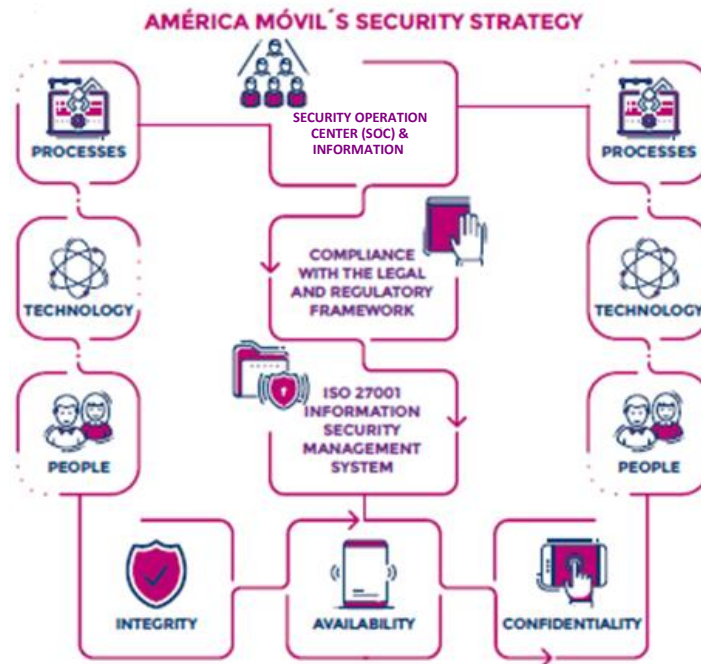 AMÉRICA MÓVIL´S SECURITY STRATEGY
SECURITY OPERATION
CENTER (SOC) &
INFORMATION
PROCESSES
PROCESSES
COMPLIANCE
WITH THE LEGAL
AND REGULATORY
FRAMEWORK
TECHNOLOGY
TECHNOLOGY
ISO 27001
INFORMATION
SECURITY
MANAGEMENT
SYSTEM
PEOPLE
PEOPLE
INTEGRITY
AVAILABILITY
CONFIDENTIALITY